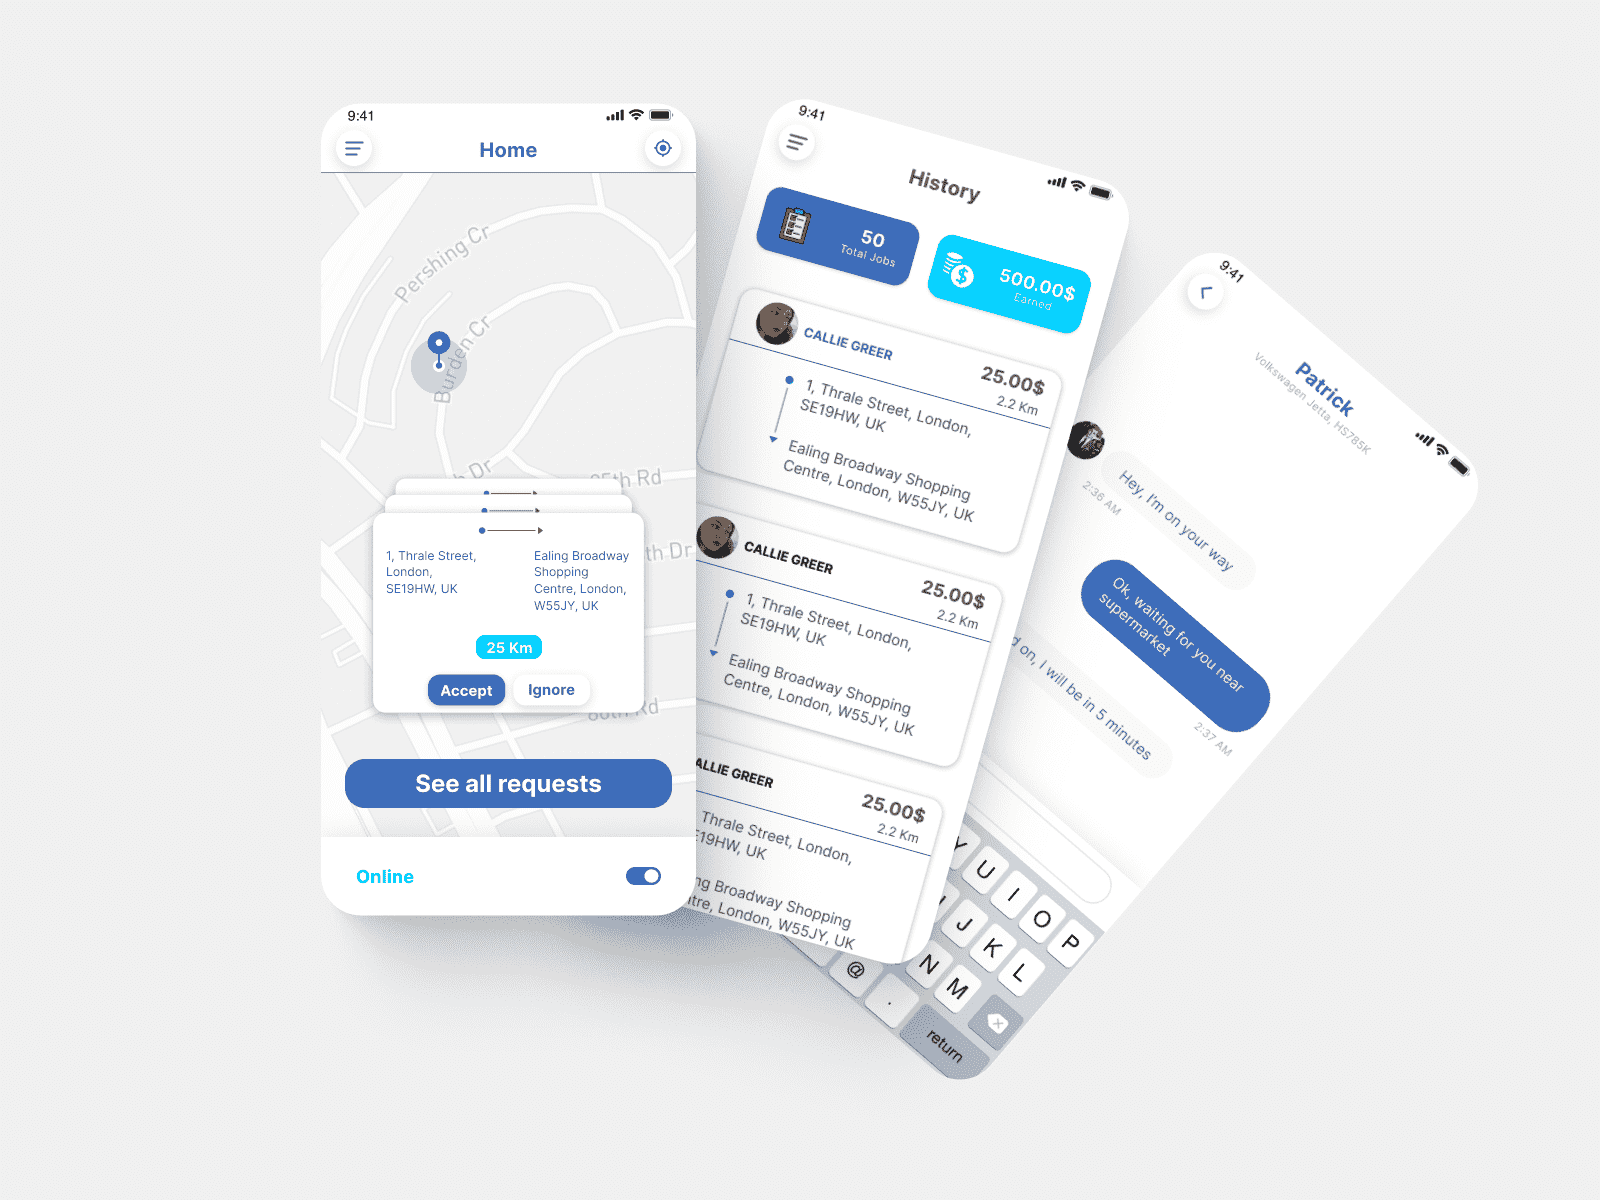 9:41
Home
Pershing Cr
Burden Cr
Dr
85th Rd
th Dr
86th Rd
1, Thrale Street,
London,
SE19HW, UK
Ealing Broadway
Shopping
Centre, London,
W55JY, UK
25 Km
Accept
Ignore
See all requests
Online
9:41
History
50
Total Jobs
500.00$
Earned
CALLIE GREER
25.00$
2.2 Km
1, Thrale Street, London,
SE19HW, UK
Ealing Broadway Shopping
Centre, London, W55JY, UK
CALLIE GREER
25.00$
2.2 Km
1, Thrale Street, London,
SE19HW, UK
Ealing Broadway Shopping
Centre, London, W55JY, UK
ALLIE GREER
25.00$
2.2 Km
Thrale Street, London,
E19HW, UK
ng Broadway Shopping
tre, London, W55JY, UK
9:41
Patrick
Volkswagen Jetta, HS785K
Hey, I'm on your way
2:36 AM
Ok, waiting for you near
supermarket
2:37 AM
d on, I will be in 5 minutes
Y U I O P
J K L
N M
@ .
return